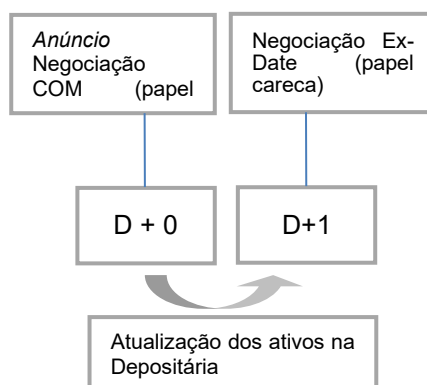 Anúncio
Negociação
COM (papel
Negociação Ex-
Date (papel
careca)
D + 0
D+1
Atualização dos ativos na
Depositária